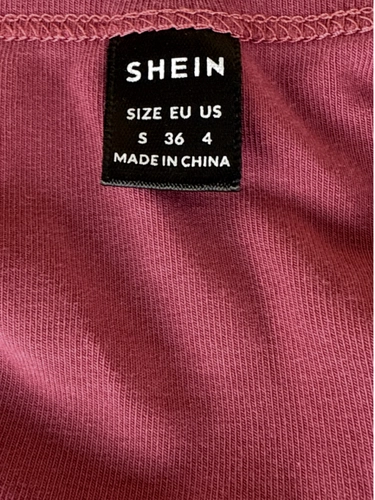 SHEIN
SIZE EU US
S 36 4
MADE IN CHINA